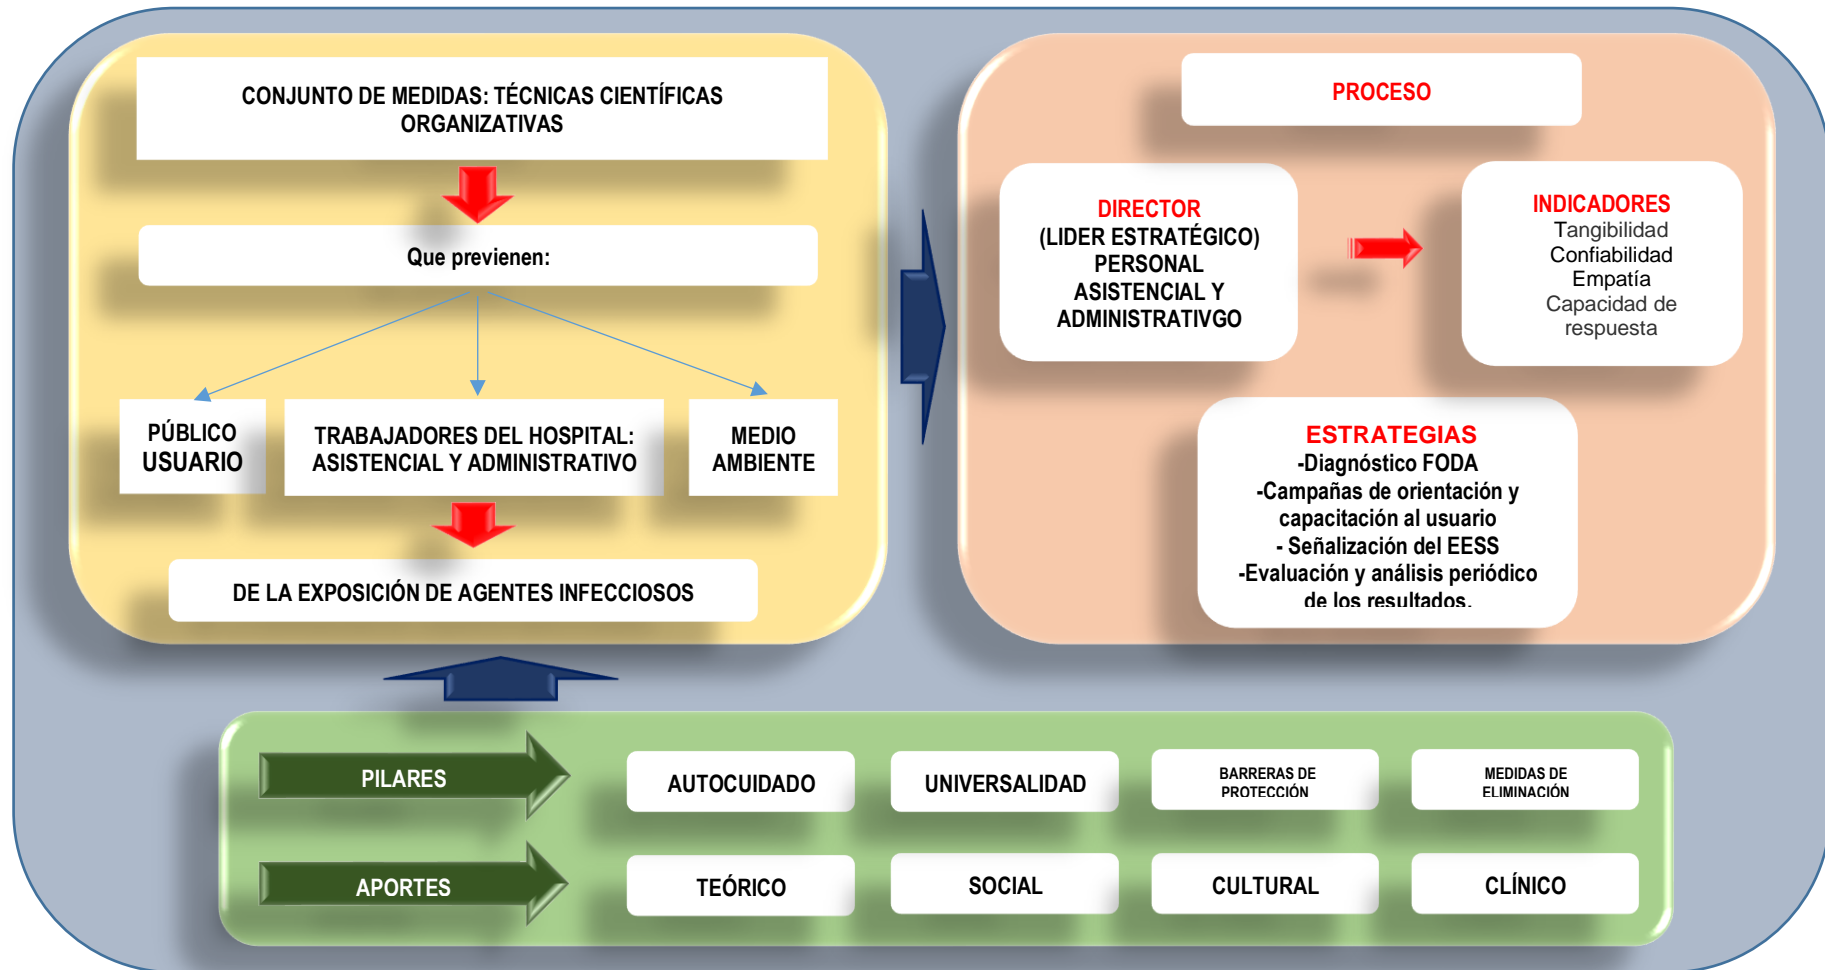 CONJUNTO DE MEDIDAS: TÉCNICAS CIENTÍFICAS
ORGANIZATIVAS
Que previenen:
PÚBLICO
USUARIO
TRABAJADORES DEL HOSPITAL:
ASISTENCIAL Y ADMINISTRATIVO
MEDIO
AMBIENTE
DE LA EXPOSICIÓN DE AGENTES INFECCIOSOS
PROCESO
DIRECTOR
(LIDER ESTRATÉGICO)
PERSONAL
ASISTENCIAL Y
ADMINISTRATIVGO
INDICADORES
Tangibilidad
Confiabilidad
Empatía
Capacidad de
respuesta
ESTRATEGIAS
-Diagnóstico FODA
-Campañas de orientación y
capacitación al usuario
- Señalización del EESS
-Evaluación y análisis periódico
de los resultados.
PILARES
AUTOCUIDADO
UNIVERSALIDAD
BARRERAS DE
PROTECCIÓN
MEDIDAS DE
ELIMINACIÓN
APORTES
TEÓRICO
SOCIAL
CULTURAL
CLÍNICO